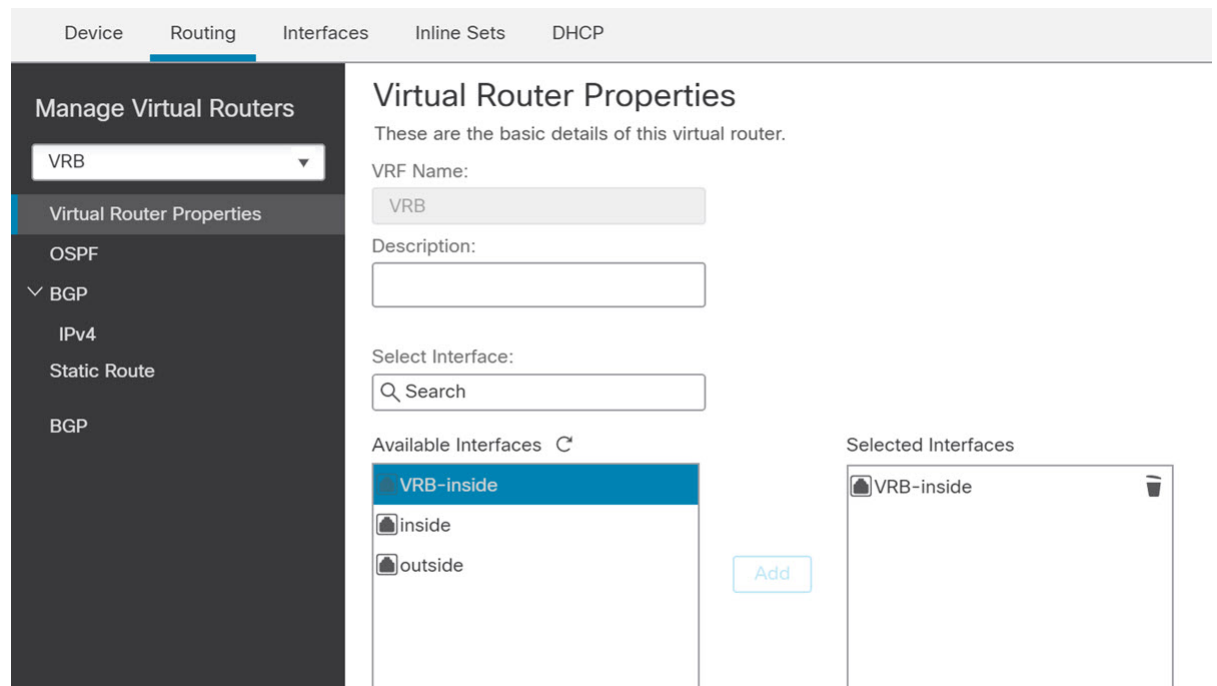 Device Routing Interfaces Inline Sets DHCP
Manage Virtual Routers
VRB
Virtual Router Properties
OSPF
BGP
IPv4
Static Route
BGP
Virtual Router Properties
These are the basic details of this virtual router.
VRF Name:
VRB
Description:
Select Interface:
Search
Available Interfaces
VRB-inside
inside
outside
Add
Selected Interfaces
VRB-inside